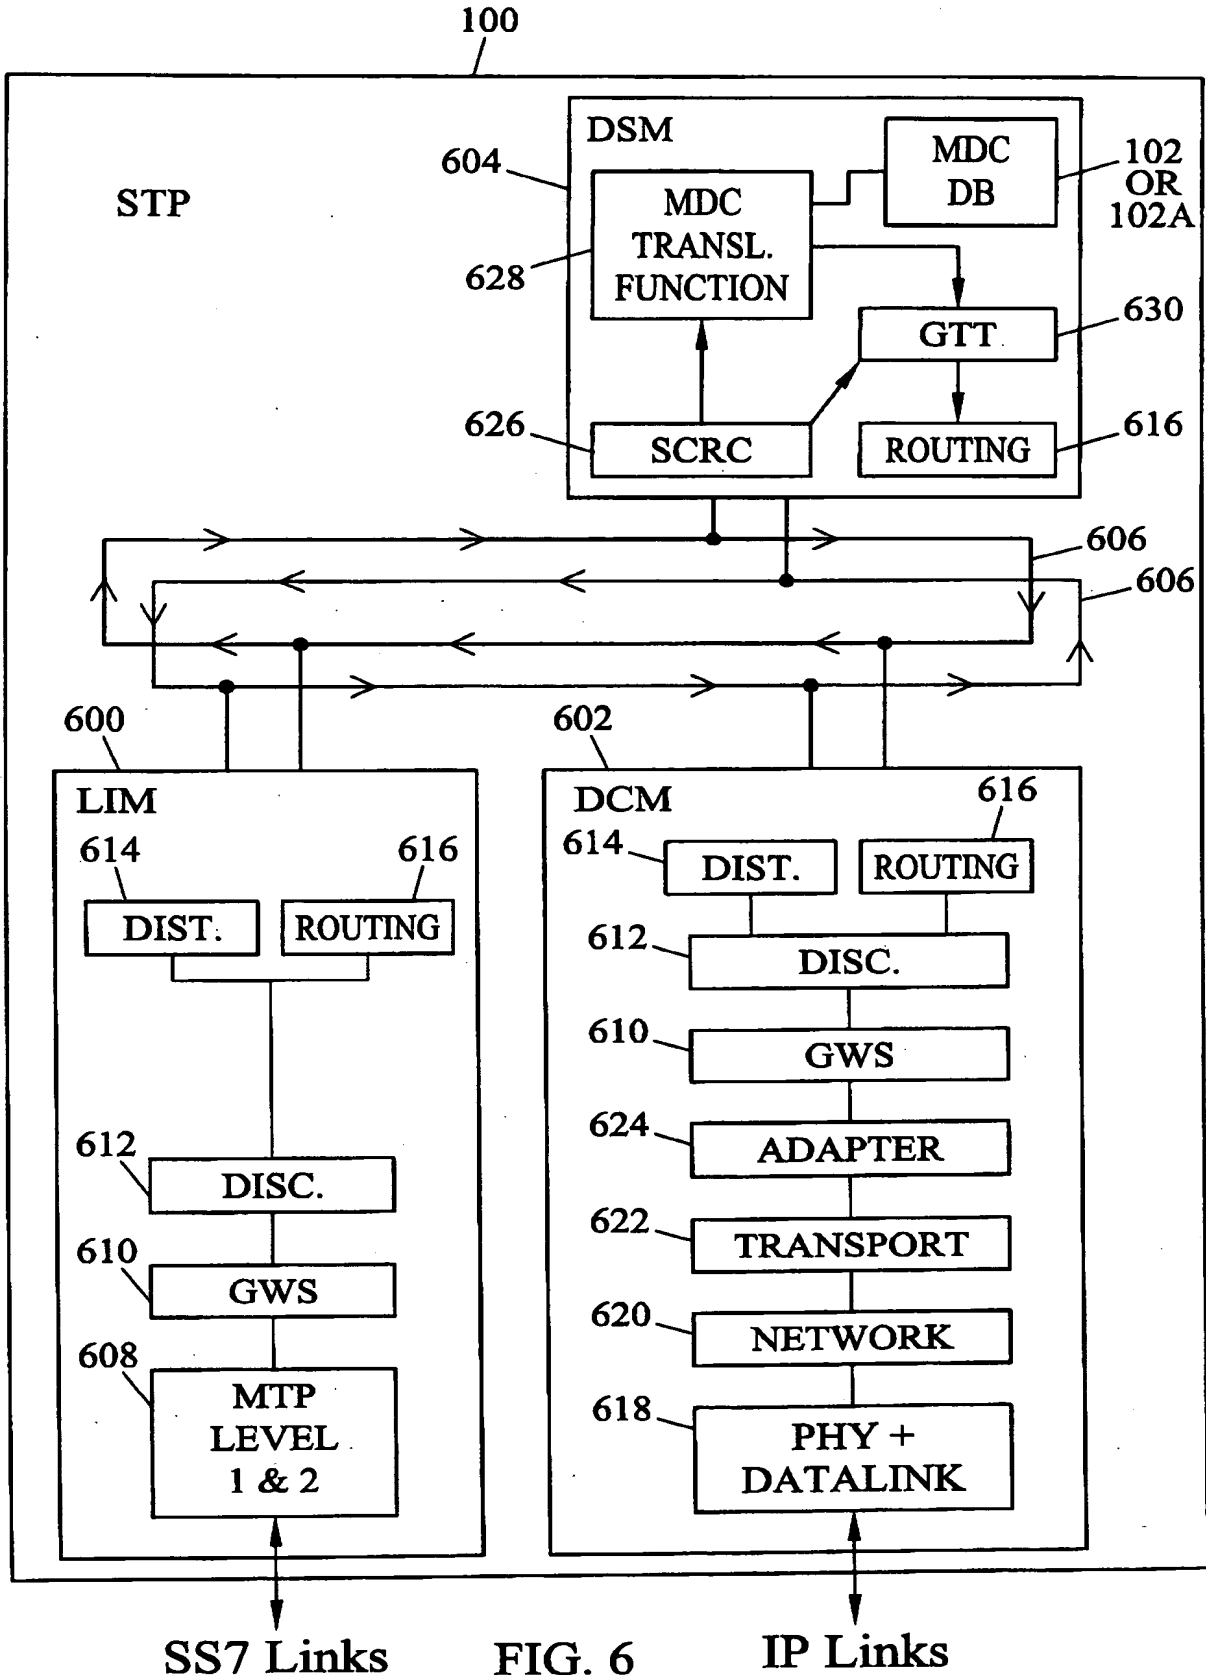 100
STP
DSM
604
MDC
TRANSL.
FUNCTION
628
MDC
DB
102
OR
102A
GTT
630
626
SCRC
ROUTING
616
606
606
600
602
LIM
614
616
DIST.
ROUTING
612
DISC.
610
GWS
608
MTP
LEVEL
1 & 2
DCM
616
614
DIST.
ROUTING
612
DISC.
610
GWS
624
ADAPTER
622
TRANSPORT
620
NETWORK
618
PHY +
DATALINK
SS7 Links
FIG. 6
IP Links